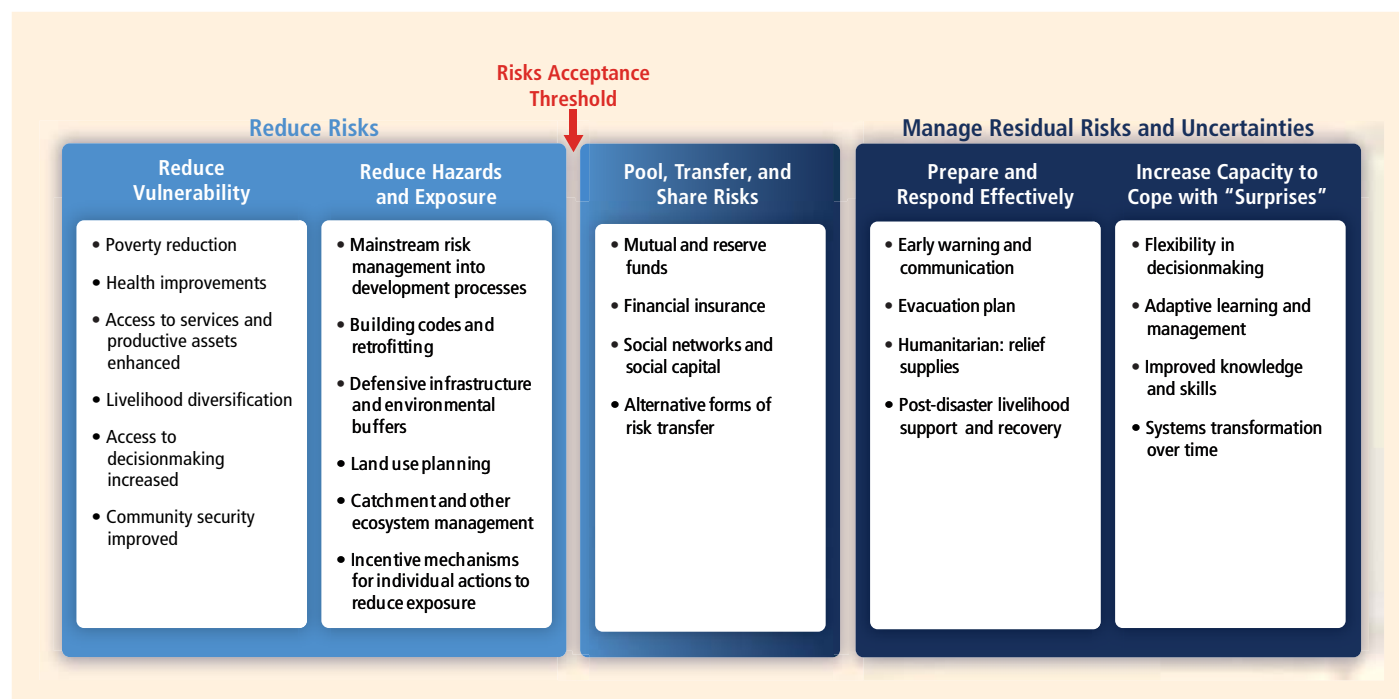 Risks Acceptance
Threshold
Reduce Risks
Reduce
Vulnerability
• Poverty reduction
• Health improvements
• Access to services and
productive assets
enhanced
• Livelihood diversification
• Access to
decisionmaking
increased
• Community security
improved
Reduce Hazards
and Exposure
• Mainstream risk
management into
development processes
• Building codes and
retrofitting
• Defensive infrastructure
and environmental
buffers
• Land use planning
• Catchment and other
ecosystem management
• Incentive mechanisms
for individual actions to
reduce exposure
Pool, Transfer, and
Share Risks
• Mutual and reserve
funds
• Financial insurance
• Social networks and
social capital
• Alternative forms of
risk transfer
Manage Residual Risks and Uncertainties
Prepare and
Respond Effectively
• Early warning and
communication
• Evacuation plan
• Humanitarian: relief
supplies
• Post-disaster livelihood
support and recovery
Increase Capacity to
Cope with “Surprises”
• Flexibility in
decisionmaking
• Adaptive learning and
management
• Improved knowledge
and skills
• Systems transformation
over time